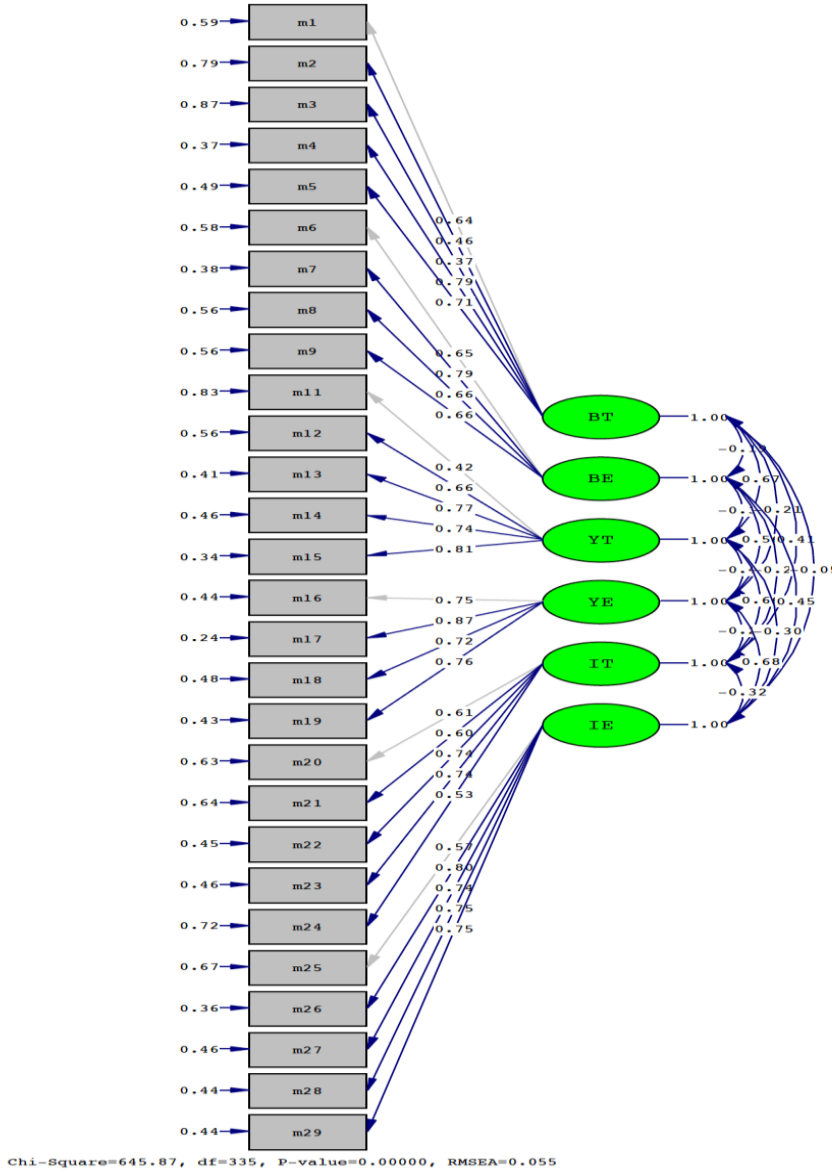 0.59 m1
0.79 m2
0.87 m3
0.37 m4
0.49 m5
0.58 m6
0.38 m7
0.56 m8
0.56 m9
0.83 m11
0.56 m12
0.41 m13
0.46 m14
0.34 m15
0.44 m16
0.24 m17
0.48 m18
0.43 m19
0.63 m20
0.64 m21
0.45 m22
0.46 m23
0.72 m24
0.67 m25
0.36 m26
0.46 m27
0.44 m28
0.44 m29
0.64
0.46
0.37
0.79
0.71
0.65
0.79
0.66
0.66
0.42
0.66
0.77
0.74
0.81
0.75
0.87
0.72
0.76
0.61
0.60
0.74
0.74
0.53
0.57
0.80
0.74
0.75
0.75
BT 1.00
BE 1.00
YT 1.00
YE 1.00
IT 1.00
IE 1.00
0.67
0.21
0.41
0.45
-0.30
0.68
-0.32
Chi-Square=645.87, df=335, P-value=0.00000, RMSEA=0.055